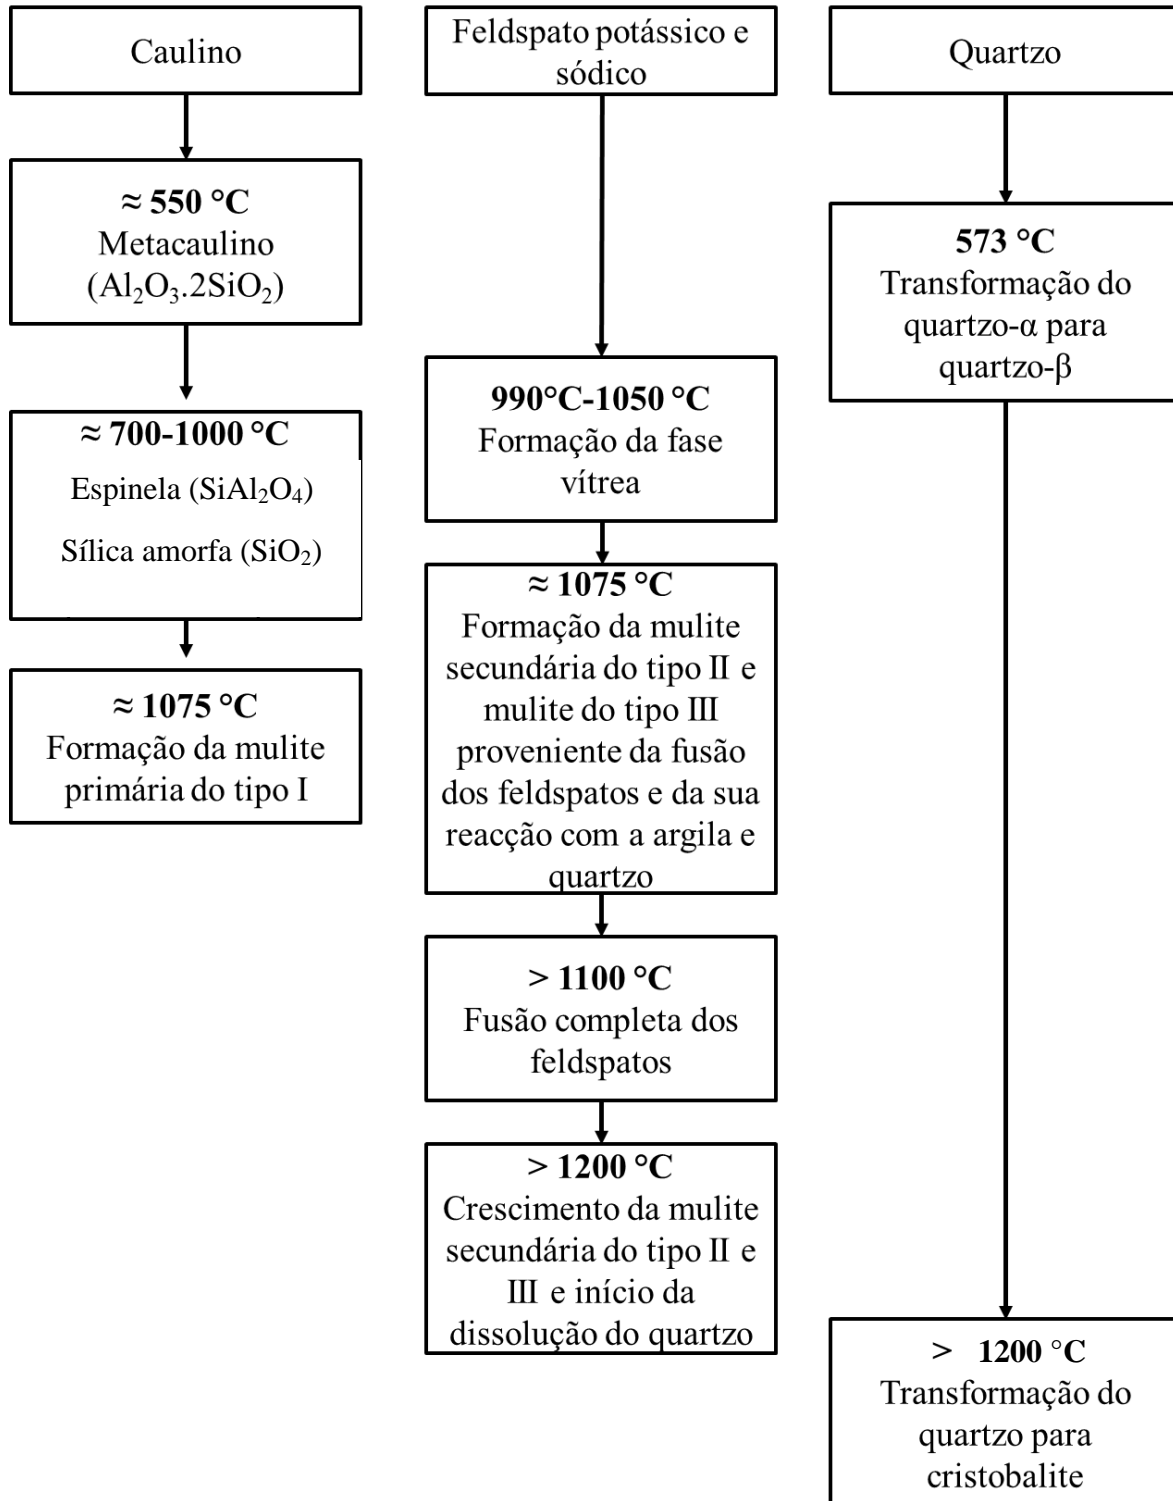 Caulino
≈ 550 °C
Metacaulino
(Al₂O₃.2SiO₂)
≈ 700-1000 °C
Espinela (SiAl₂O₄)
Sílica amorfa (SiO₂)
≈ 1075 °C
Formação da mulite
primária do tipo I
Feldspato potássico e
sódico
990°C-1050 °C
Formação da fase
vítrea
≈ 1075 °C
Formação da mulite
secundária do tipo II e
mulite do tipo III
proveniente da fusão
dos feldspatos e da sua
reacção com a argila e
quartzo
> 1100 °C
Fusão completa dos
feldspatos
> 1200 °C
Crescimento da mulite
secundária do tipo II e
III e início da
dissolução do quartzo
Quartzo
573 °C
Transformação do
quartzo-α para
quartzo-β
> 1200 °C
Transformação do
quartzo para
cristobalite